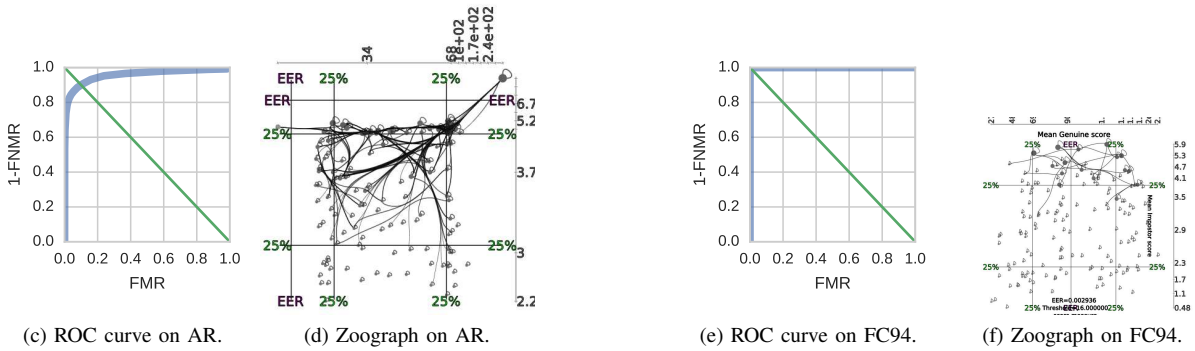 1.0
0.8
0.6
0.4
0.2
0.0
1-FNMR
0.0 0.2 0.4 0.6 0.8 1.0
FMR
(c) ROC curve on AR.
34
68
1e+02
1.7e+02
2.4e+02
EER 25% 25%
EER EER
6.7
5.2
25% 25%
3.7
25% 25%
3
EER 25% 25%
2.2
(d) Zoograph on AR.
1.0
0.8
0.6
0.4
0.2
0.0
1-FNMR
0.0 0.2 0.4 0.6 0.8 1.0
FMR
(e) ROC curve on FC94.
Mean Genuine score
25% EER 25%
5.9
5.3
4.7
4.1
25% 25%
3.5
Mean Impostor score
2.9
25% 25%
2.3
1.7
1.1
EER=0.002936
25% EER 25%
0.48
(f) Zoograph on FC94.